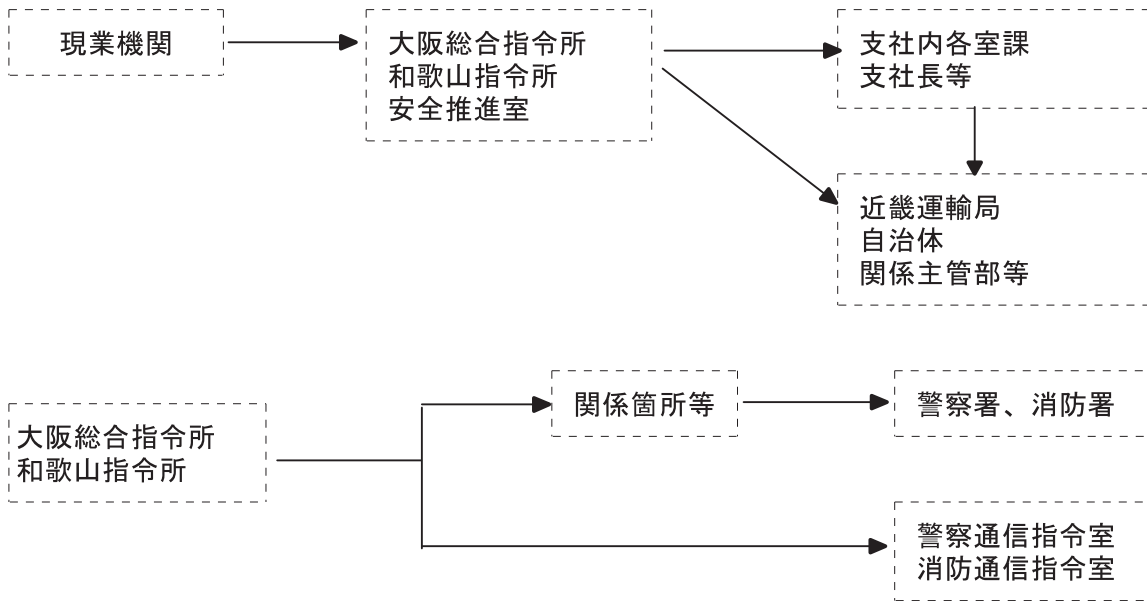 現業機関
大阪総合指令所
和歌山指令所
安全推進室
支社内各室課
支社長等
近畿運輸局
自治体
関係主管部等
大阪総合指令所
和歌山指令所
関係箇所等
警察署、消防署
警察通信指令室
消防通信指令室